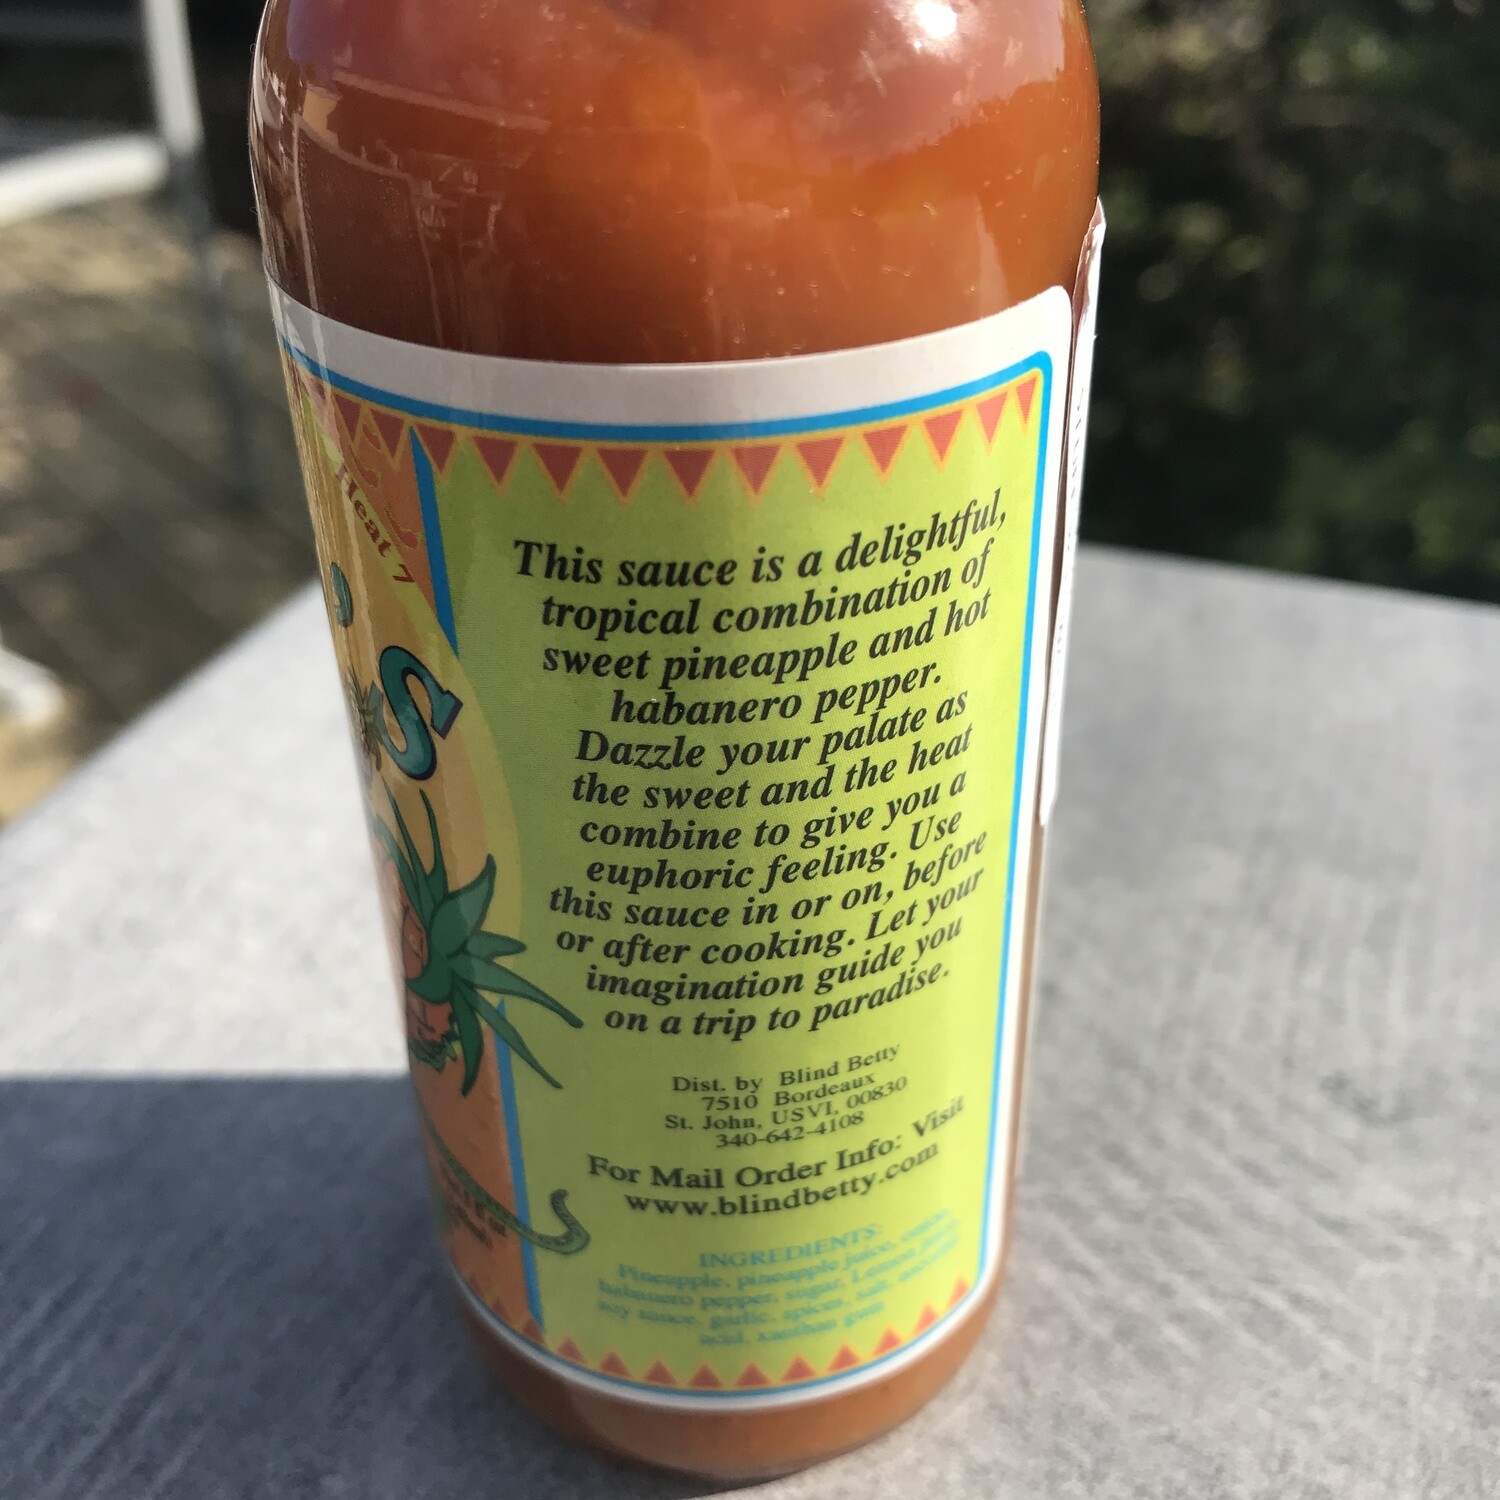 Heat 7
S
This sauce is a delightful,
tropical combination of
sweet pineapple and hot
habanero pepper.
Dazzle your palate as
the sweet and the heat
combine to give you a
euphoric feeling. Use
this sauce in or on, before
or after cooking. Let your
imagination guide you
on a trip to paradise.
Dist. by Blind Betty
7510 Bordeaux
St. John, USVI, 00830
340-642-4108
For Mail Order Info: Visit
www.blindbetty.com
INGREDIENTS:
Pineapple, pineapple juice, onion,
habanero pepper, sugar, Lemon juice,
soy sauce, garlic, spices, salt, ascorbic
acid, xanthan gum